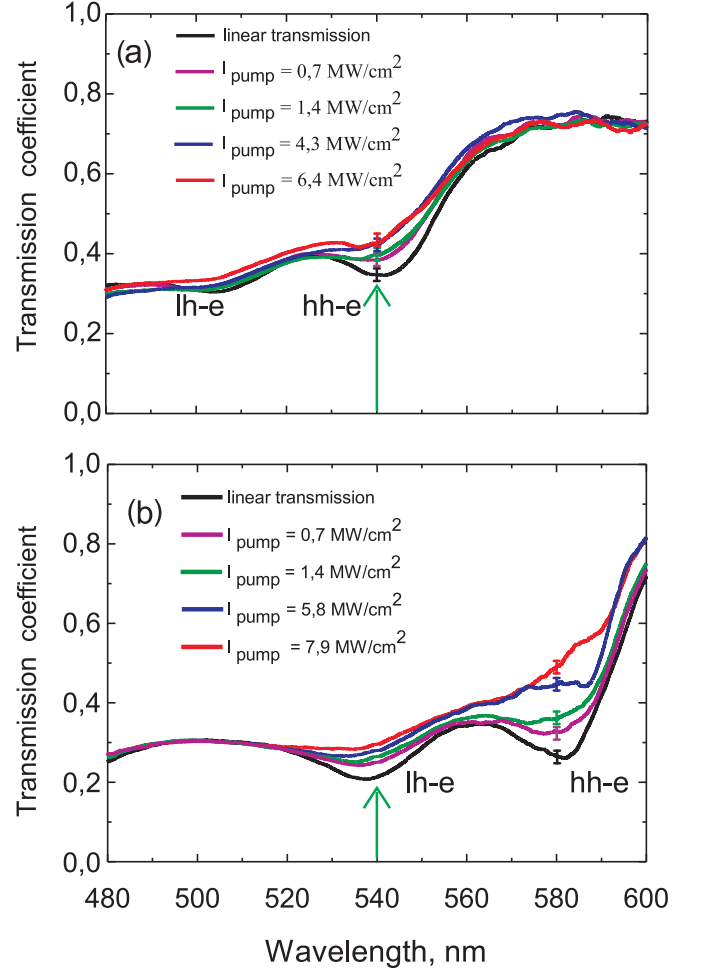 (a)
linear transmission
I pump = 0,7 MW/cm²
I pump = 1,4 MW/cm²
I pump = 4,3 MW/cm²
I pump = 6,4 MW/cm²
Transmission coefficient
1,0
0,8
0,6
0,4
0,2
0,0
lh-e
hh-e
(b)
linear transmission
I pump = 0,7 MW/cm²
I pump = 1,4 MW/cm²
I pump = 5,8 MW/cm²
I pump = 7,9 MW/cm²
Transmission coefficient
1,0
0,8
0,6
0,4
0,2
0,0
lh-e
hh-e
480 500 520 540 560 580 600
Wavelength, nm